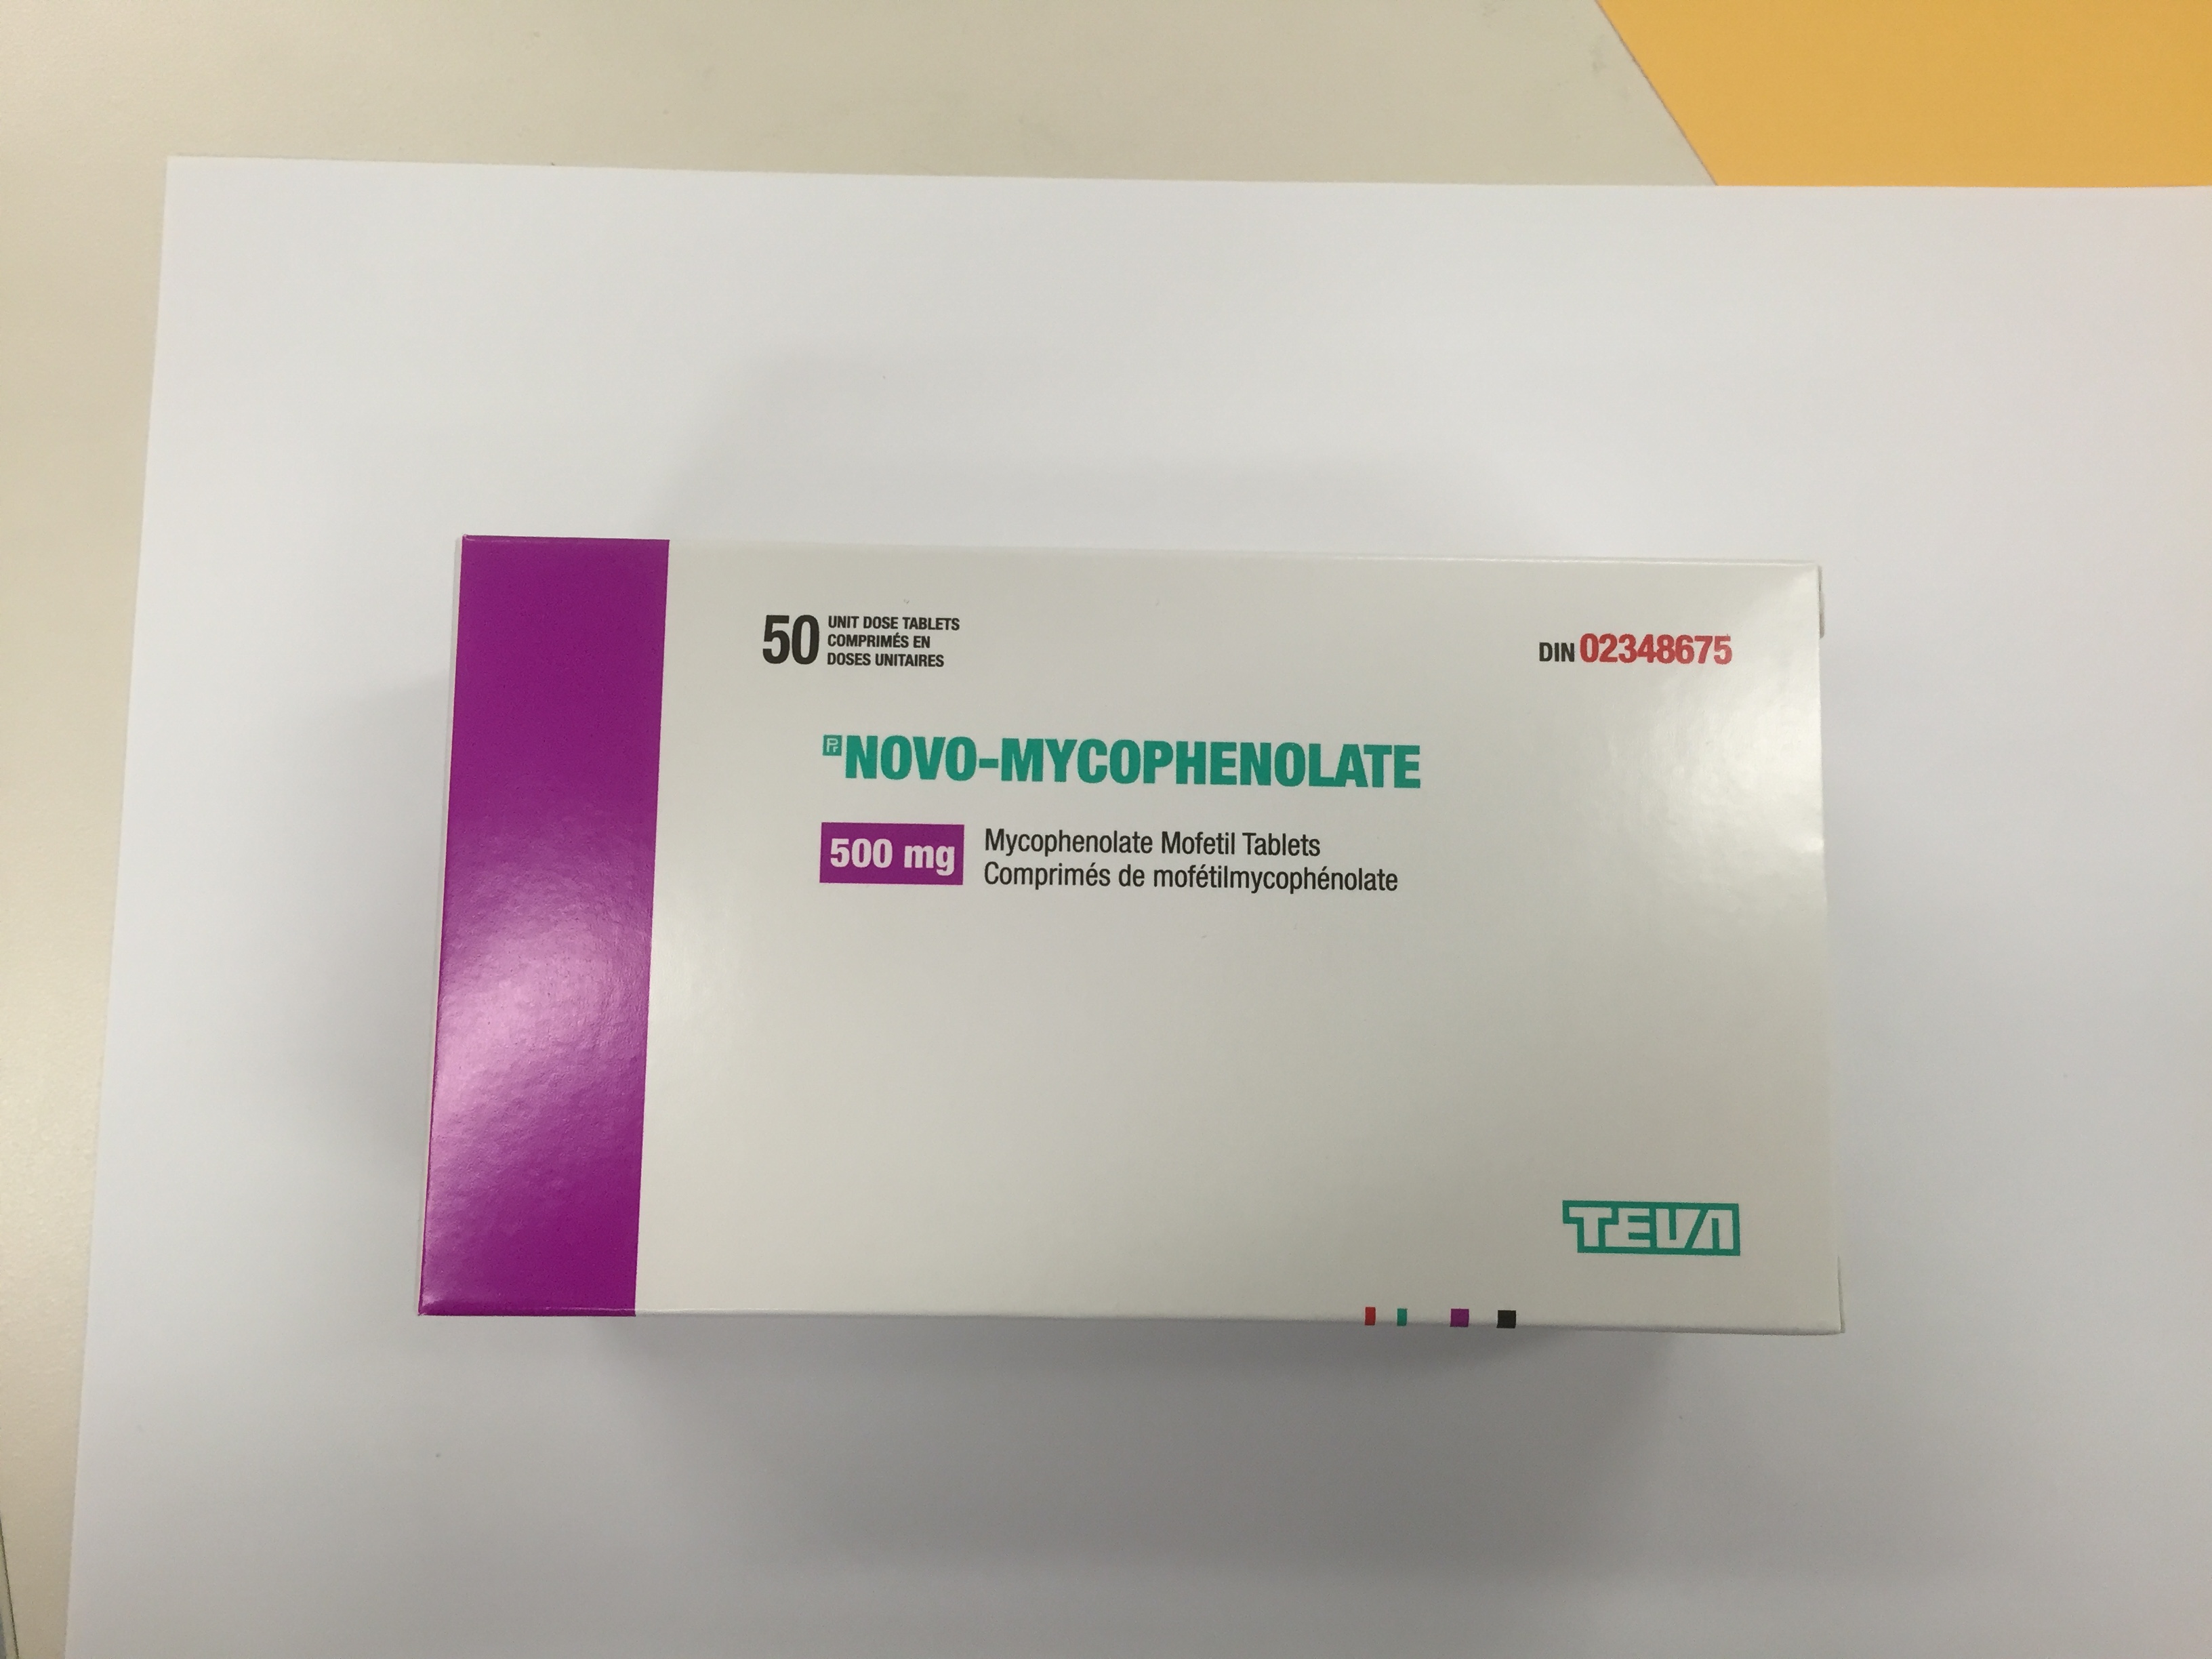 50 UNIT DOSE TABLETS
COMPRIMÉS EN
DOSES UNITAIRES
DIN 02348675
Pr NOVO-MYCOPHENOLATE
500 mg
Mycophenolate Mofetil Tablets
Comprimés de mofétilmycophénolate
TEVA